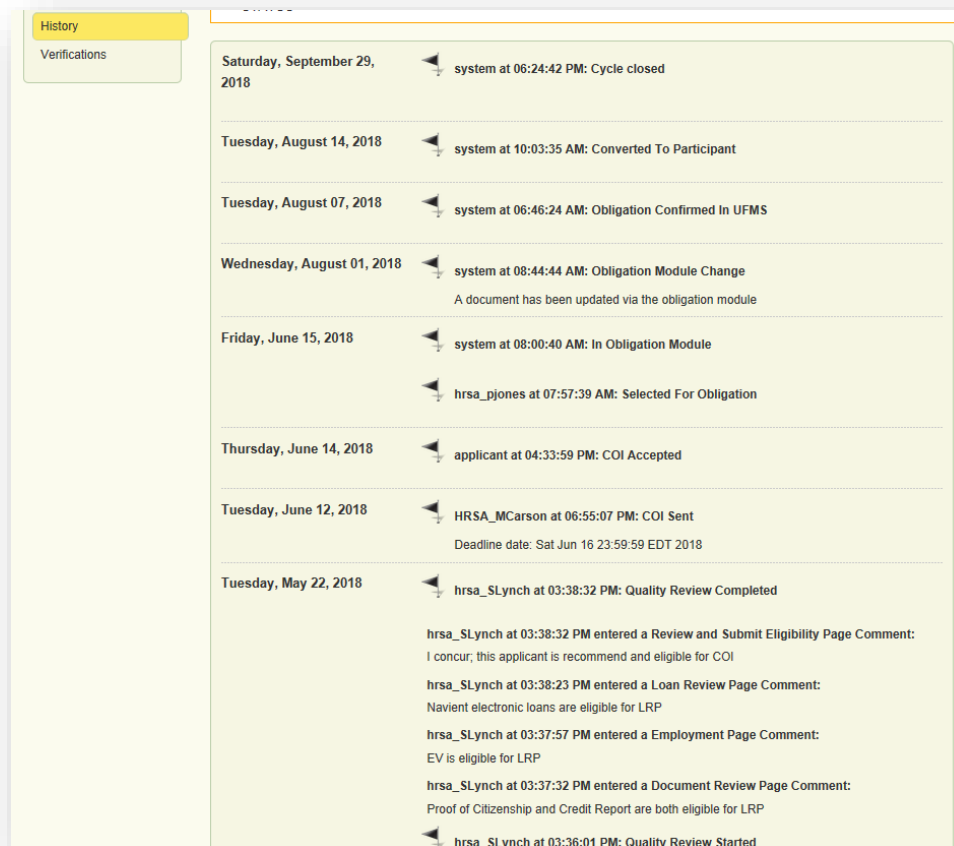 History
Verifications
Saturday, September 29,
2018
system at 06:24:42 PM: Cycle closed
Tuesday, August 14, 2018
system at 10:03:35 AM: Converted To Participant
Tuesday, August 07, 2018
system at 06:46:24 AM: Obligation Confirmed In UFMS
Wednesday, August 01, 2018
system at 08:44:44 AM: Obligation Module Change
A document has been updated via the obligation module
Friday, June 15, 2018
system at 08:00:40 AM: In Obligation Module
hrsa_pjones at 07:57:39 AM: Selected For Obligation
Thursday, June 14, 2018
applicant at 04:33:59 PM: COI Accepted
Tuesday, June 12, 2018
HRSA_MCarson at 06:55:07 PM: COI Sent
Deadline date: Sat Jun 16 23:59:59 EDT 2018
Tuesday, May 22, 2018
hrsa_SLynch at 03:38:32 PM: Quality Review Completed
hrsa_SLynch at 03:38:32 PM entered a Review and Submit Eligibility Page Comment:
I concur; this applicant is recommend and eligible for COI
hrsa_SLynch at 03:38:23 PM entered a Loan Review Page Comment:
Navient electronic loans are eligible for LRP
hrsa_SLynch at 03:37:57 PM entered a Employment Page Comment:
EV is eligible for LRP
hrsa_SLynch at 03:37:32 PM entered a Document Review Page Comment:
Proof of Citizenship and Credit Report are both eligible for LRP
hrsa_SLynch at 03:36:01 PM: Quality Review Started